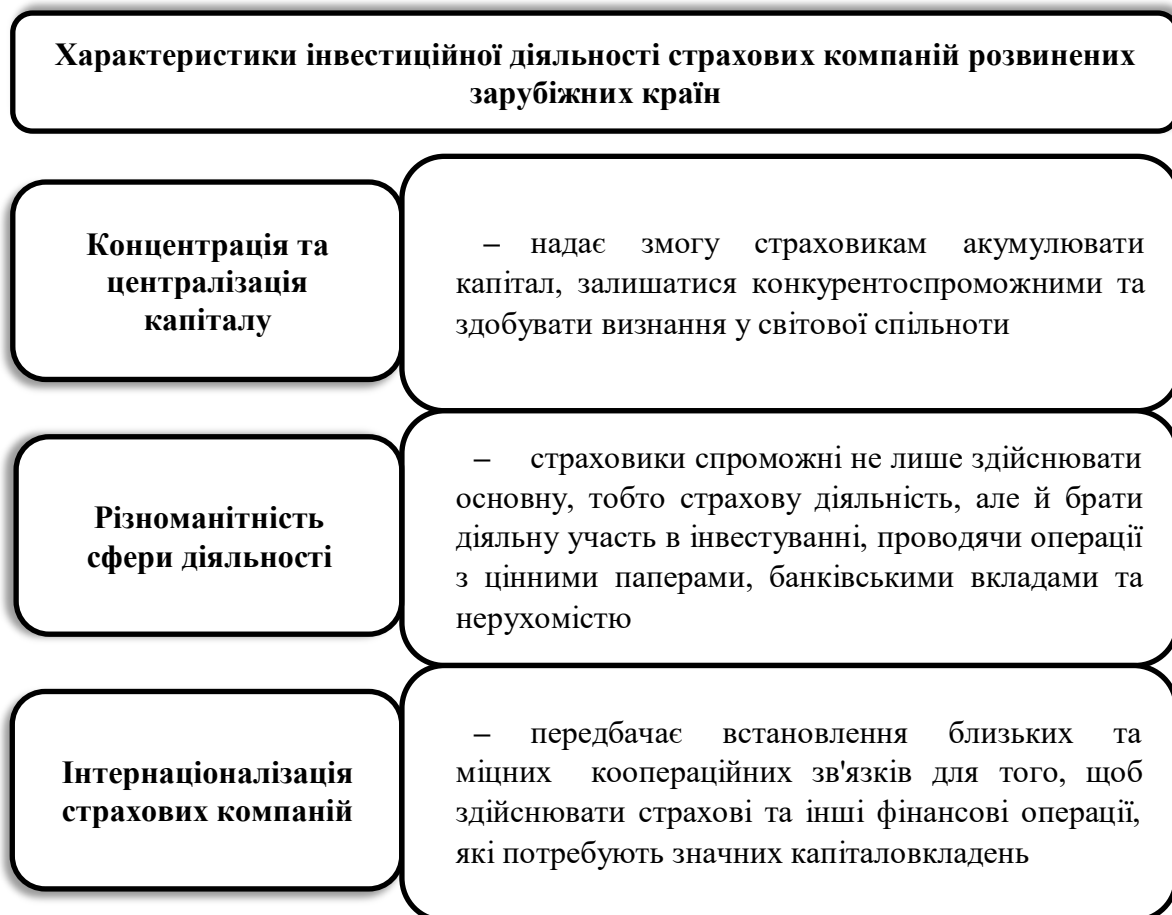 Характеристики інвестиційної діяльності страхових компаній розвинених
зарубіжних країн
Концентрація та
централізація
капіталу
– надає змогу страховикам акумулювати
капітал, залишатися конкурентоспроможними та
здобувати визнання у світової спільноти
Різноманітність
сфери діяльності
– страховики спроможні не лише здійснювати
основну, тобто страхову діяльність, але й брати
діяльну участь в інвестуванні, проводячи операції
з цінними паперами, банківськими вкладами та
нерухомістю
Інтернаціоналізація
страхових компаній
– передбачає встановлення близьких та
міцних коопераційних зв'язків для того, щоб
здійснювати страхові та інші фінансові операції,
які потребують значних капіталовкладень